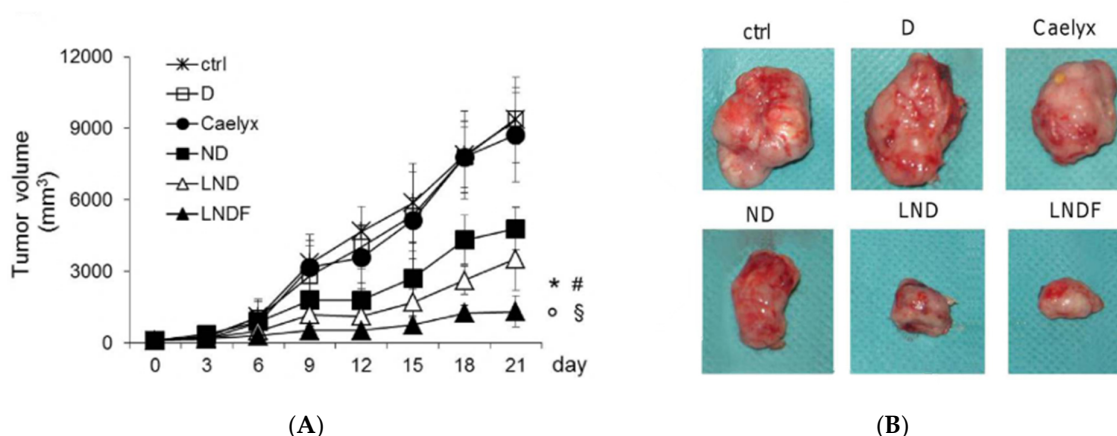 12000
9000
6000
3000
0
Tumor volume
(mm³)
ctrl
D
Caelyx
ND
LND
LNDF
* #
° §
0 3 6 9 12 15 18 21 day
(A)
ctrl D Caelyx
ND LND LNDF
(B)